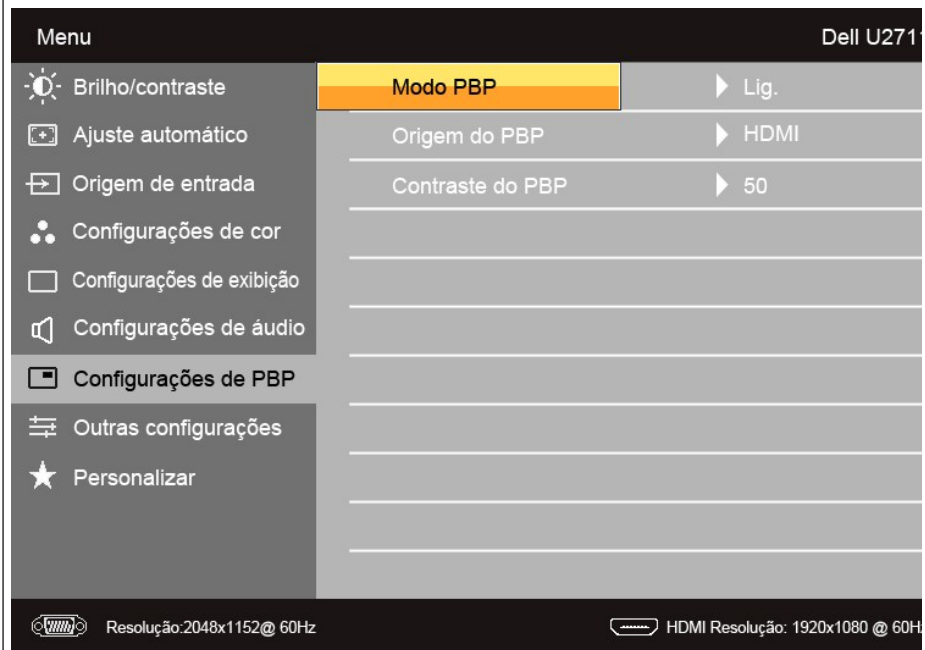 Menu
Dell U271
Brilho/contraste
Modo PBP
Lig.
Ajuste automático
Origem do PBP
HDMI
Origem de entrada
Contraste do PBP
50
Configurações de cor
Configurações de exibição
Configurações de áudio
Configurações de PBP
Outras configurações
Personalizar
Resolução:2048x1152@ 60Hz
HDMI Resolução: 1920x1080 @ 60H